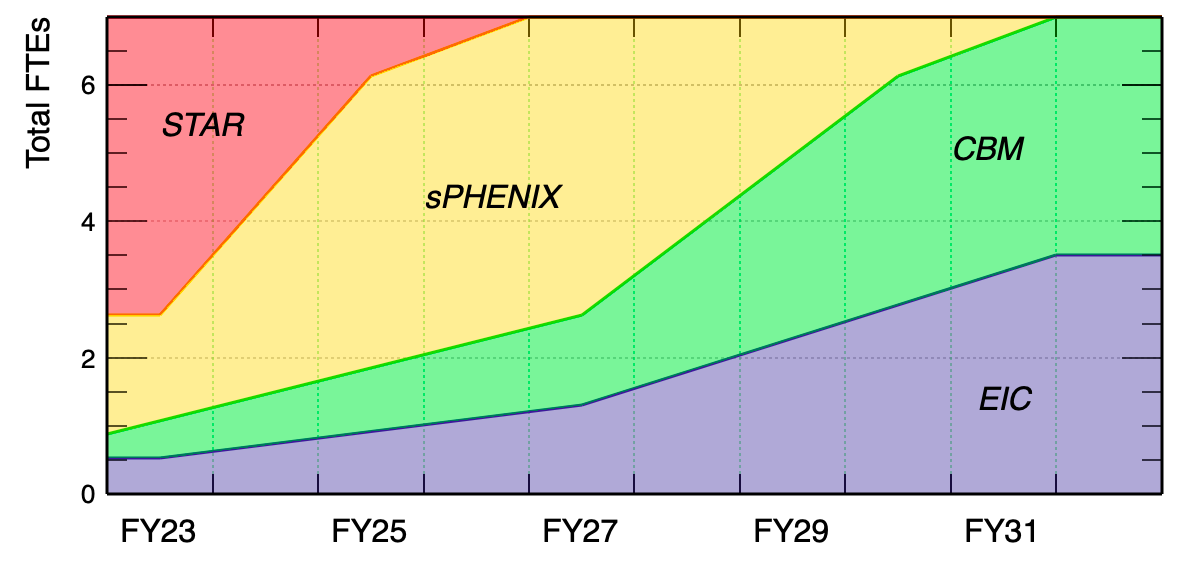 Total FTEs
6
4
2
0
STAR
sPHENIX
CBM
EIC
FY23 FY25 FY27 FY29 FY31